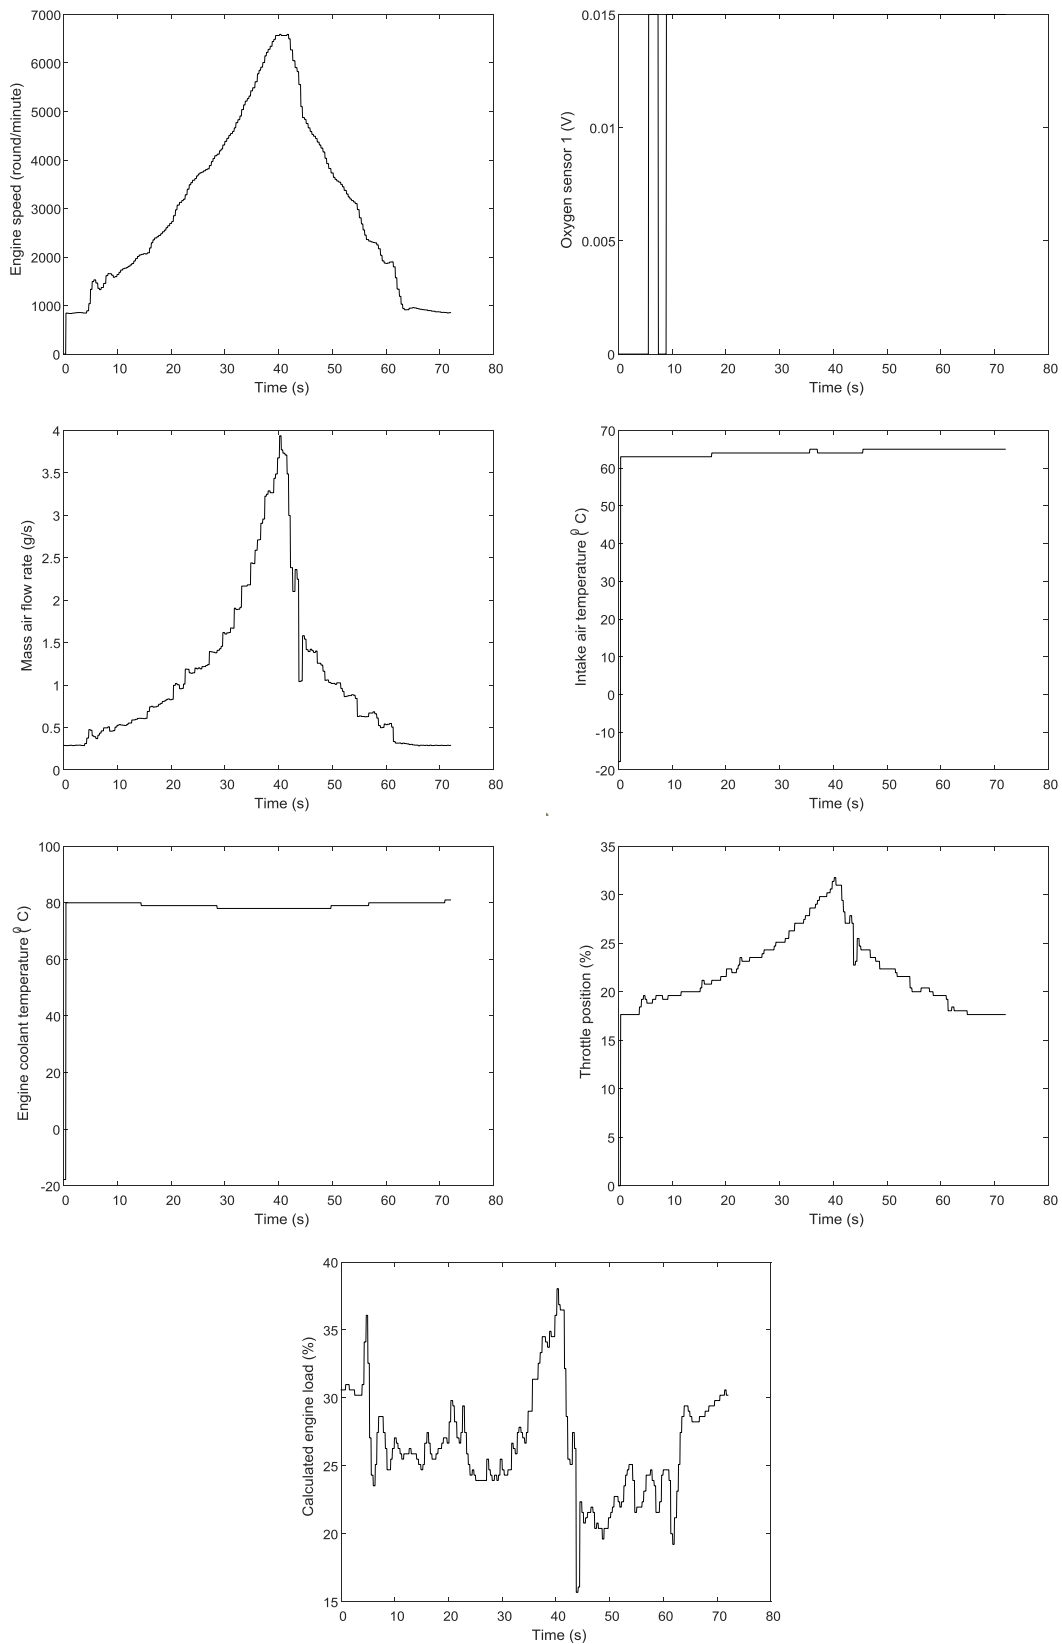 7000
6000
5000
4000
3000
2000
1000
0
0 10 20 30 40 50 60 70 80
Time (s)
Engine speed (round/minute)
0.015
0.01
0.005
0
0 10 20 30 40 50 60 70 80
Time (s)
Oxygen sensor 1 (V)
4
3.5
3
2.5
2
1.5
1
0.5
0
0 10 20 30 40 50 60 70 80
Time (s)
Mass air flow rate (g/s)
70
60
50
40
30
20
10
0
-10
-20
0 10 20 30 40 50 60 70 80
Time (s)
Intake air temperature (⁰ C)
100
80
60
40
20
0
-20
0 10 20 30 40 50 60 70 80
Time (s)
Engine coolant temperature (⁰ C)
35
30
25
20
15
10
5
0
0 10 20 30 40 50 60 70 80
Time (s)
Throttle position (%)
40
35
30
25
20
15
0 10 20 30 40 50 60 70 80
Time (s)
Calculated engine load (%)